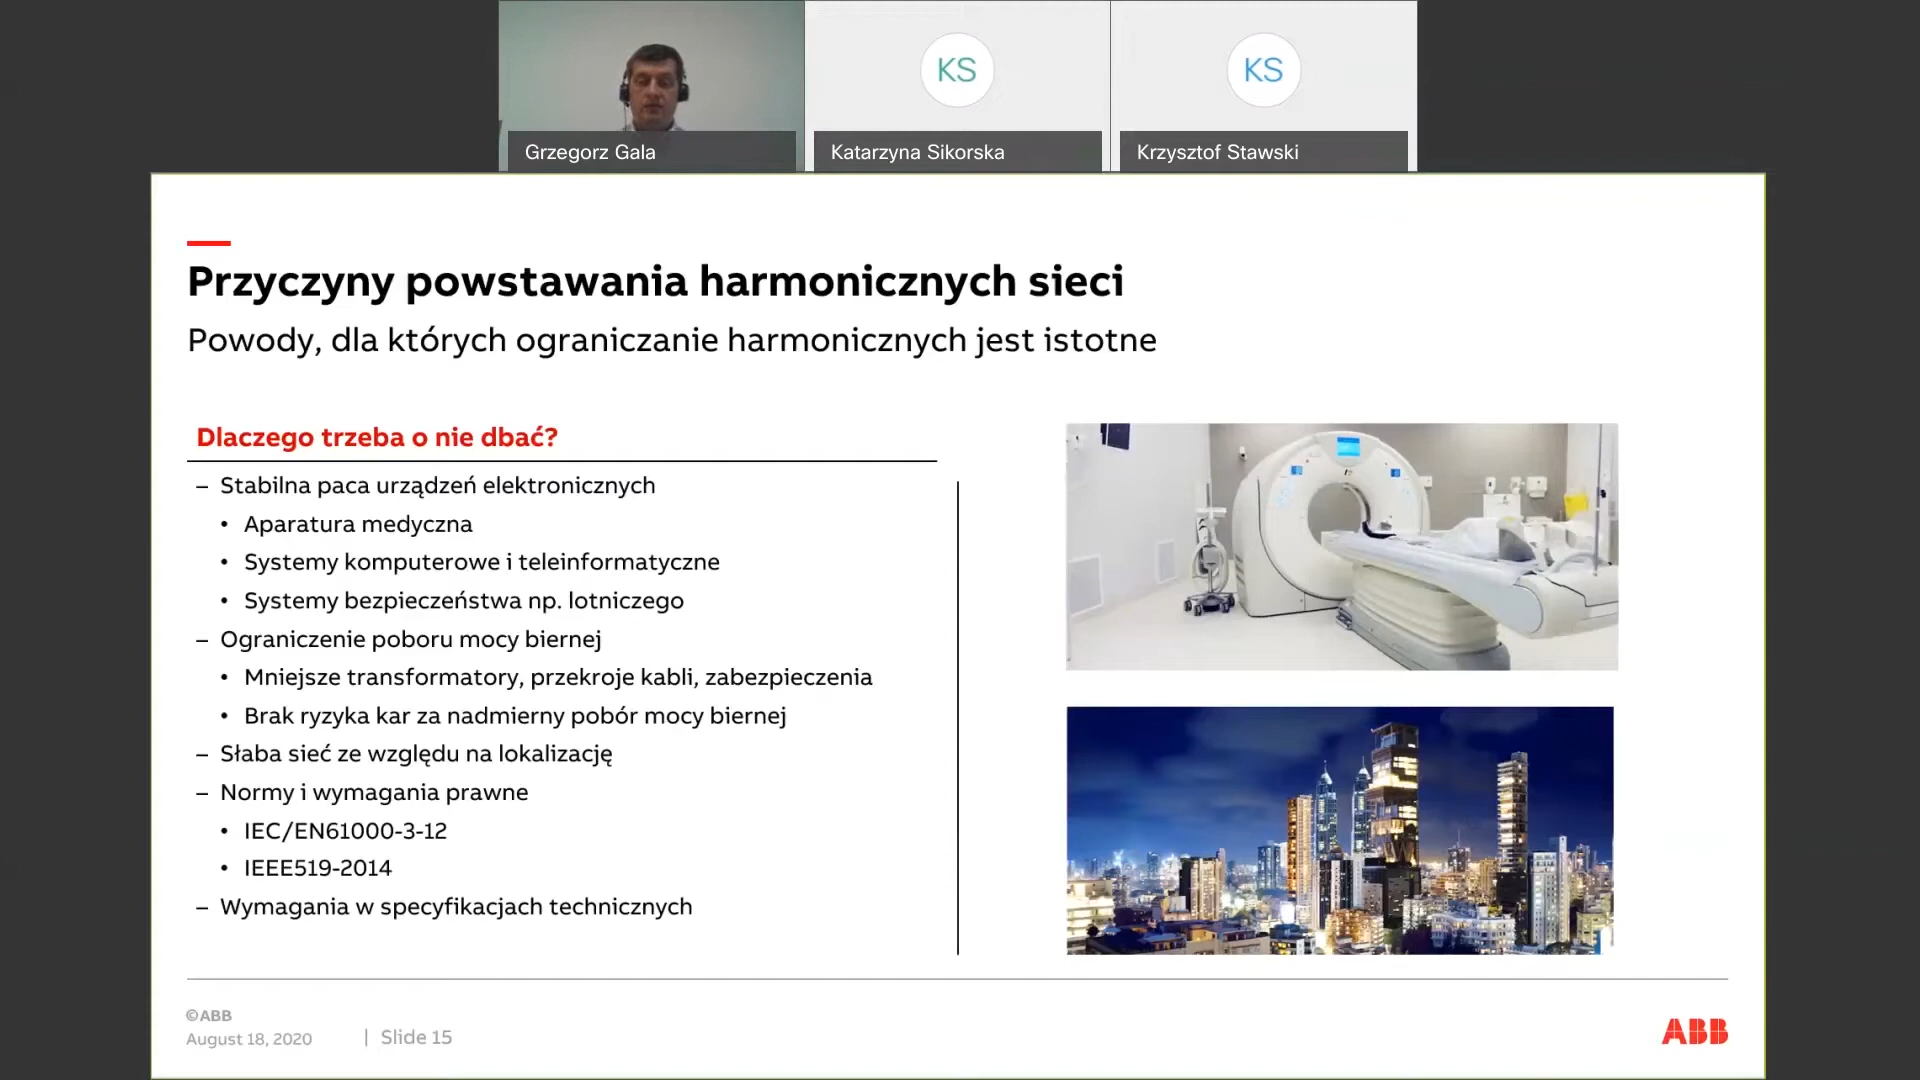 KS
KS
Grzegorz Gala
Katarzyna Sikorska
Krzysztof Stawski
Przyczyny powstawania harmonicznych sieci
Powody, dla których ograniczanie harmonicznych jest istotne
Dlaczego trzeba o nie dbać?
– Stabilna paca urządzeń elektronicznych
• Aparatura medyczna
• Systemy komputerowe i teleinformatyczne
• Systemy bezpieczeństwa np. lotniczego
– Ograniczenie poboru mocy biernej
• Mniejsze transformatory, przekroje kabli, zabezpieczenia
• Brak ryzyka kar za nadmierny pobór mocy biernej
– Słaba sieć ze względu na lokalizację
– Normy i wymagania prawne
• IEC/EN61000-3-12
• IEEE519-2014
– Wymagania w specyfikacjach technicznych
©ABB
August 18, 2020 | Slide 15
ABB